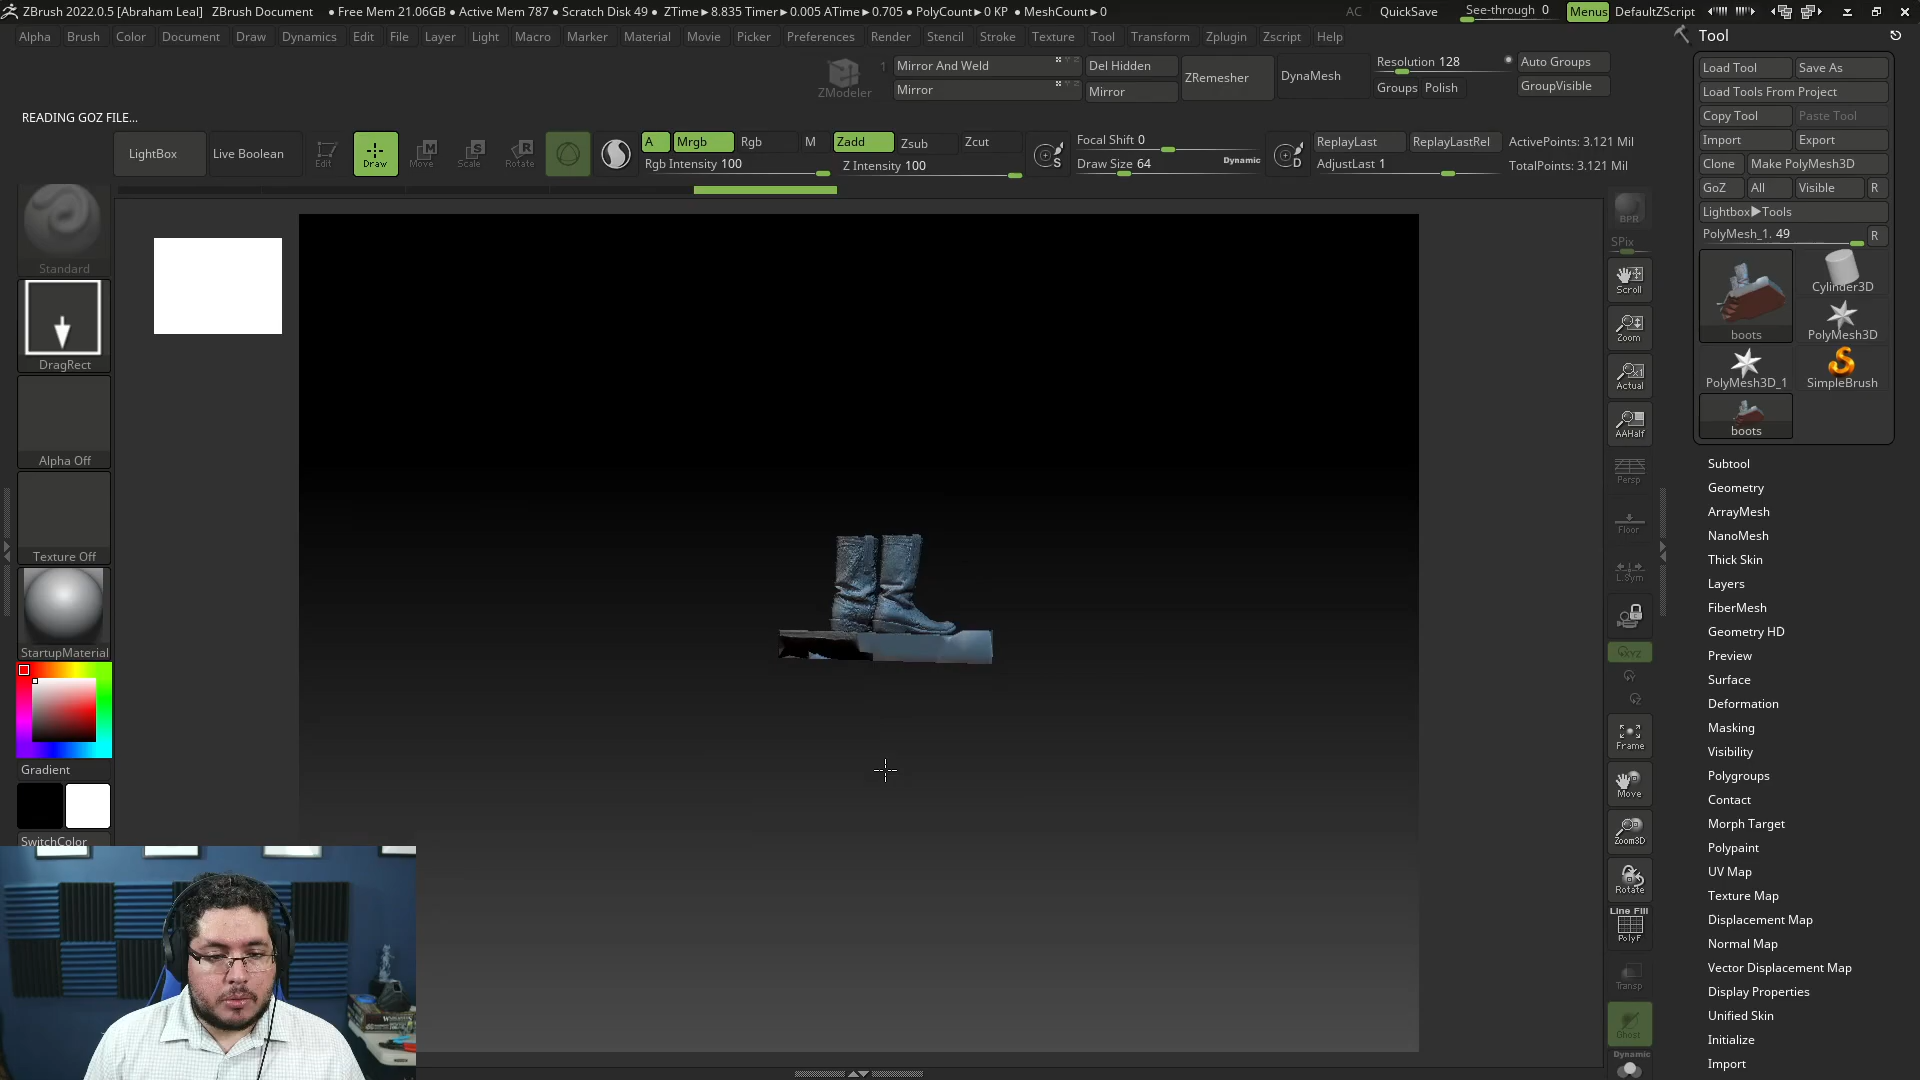 ZBrush 2022.0.5 [Abraham Leal] ZBrush Document • Free Mem 21.06GB • Active Mem 787 • Scratch Disk 49 • ZTime►8.835 Timer►0.005 ATime►0.705 • PolyCount►0 KP • MeshCount►0 AC QuickSave See-through 0 Menus DefaultZScript
Alpha Brush Color Document Draw Dynamics Edit File Layer Light Macro Marker Material Movie Picker Preferences Render Stencil Stroke Texture Tool Transform Zplugin Zscript Help
ZModeler 1 Mirror And Weld Mirror Del Hidden Mirror ZRemesher DynaMesh Resolution 128 Groups Polish Auto Groups GroupVisible
READING GOZ FILE...
LightBox Live Boolean Edit Draw Move Scale Rotate A Mrgb Rgb M Zadd Zsub Zcut Focal Shift 0 ReplayLast ReplayLastRel ActivePoints: 3.121 Mil
Rgb Intensity 100 Z Intensity 100 Draw Size 64 Dynamic AdjustLast 1 TotalPoints: 3.121 Mil
Standard
DragRect
Alpha Off
Texture Off
StartupMaterial
Gradient
SwitchColor
BPR
SPix
Scroll
Zoom
Actual
AAHalf
Persp
Floor
L.Sym
XYZ
Frame
Move
Zoom3D
Rotate
Line Fill
PolyF
Transp
Ghost
Dynamic
Tool
Load Tool Save As
Load Tools From Project
Copy Tool Paste Tool
Import Export
Clone Make PolyMesh3D
GoZ All Visible R
Lightbox►Tools
PolyMesh_1. 49 R
boots Cylinder3D
PolyMesh3D
PolyMesh3D_1 SimpleBrush
boots
Subtool
Geometry
ArrayMesh
NanoMesh
Thick Skin
Layers
FiberMesh
Geometry HD
Preview
Surface
Deformation
Masking
Visibility
Polygroups
Contact
Morph Target
Polypaint
UV Map
Texture Map
Displacement Map
Normal Map
Vector Displacement Map
Display Properties
Unified Skin
Initialize
Import